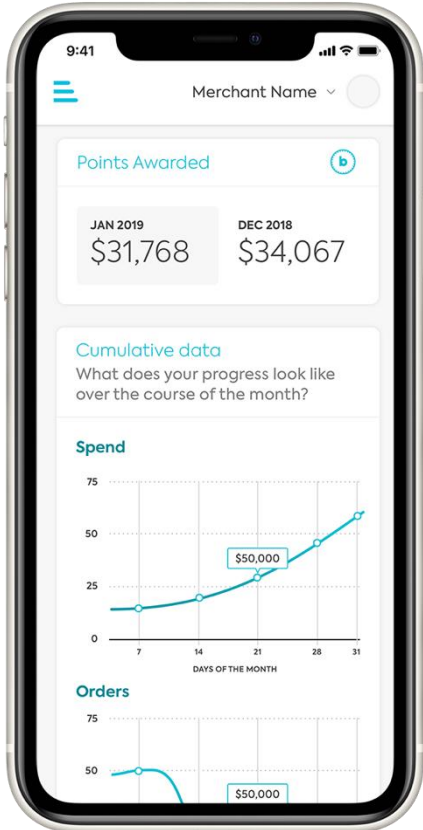 9:41
Merchant Name
Points Awarded
b
JAN 2019
$31,768
DEC 2018
$34,067
Cumulative data
What does your progress look like
over the course of the month?
Spend
75
50
25
0
$50,000
7 14 21 28 31
DAYS OF THE MONTH
Orders
75
50
$50,000